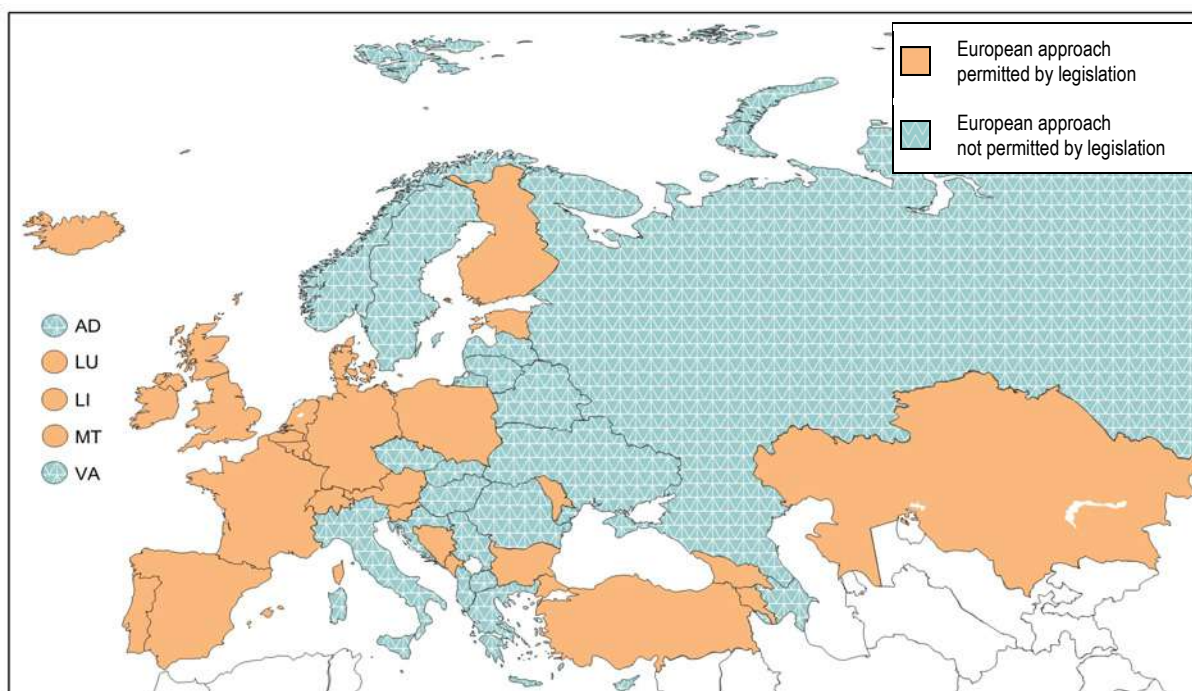 European approach
permitted by legislation
European approach
not permitted by legislation
AD
LU
LI
MT
VA